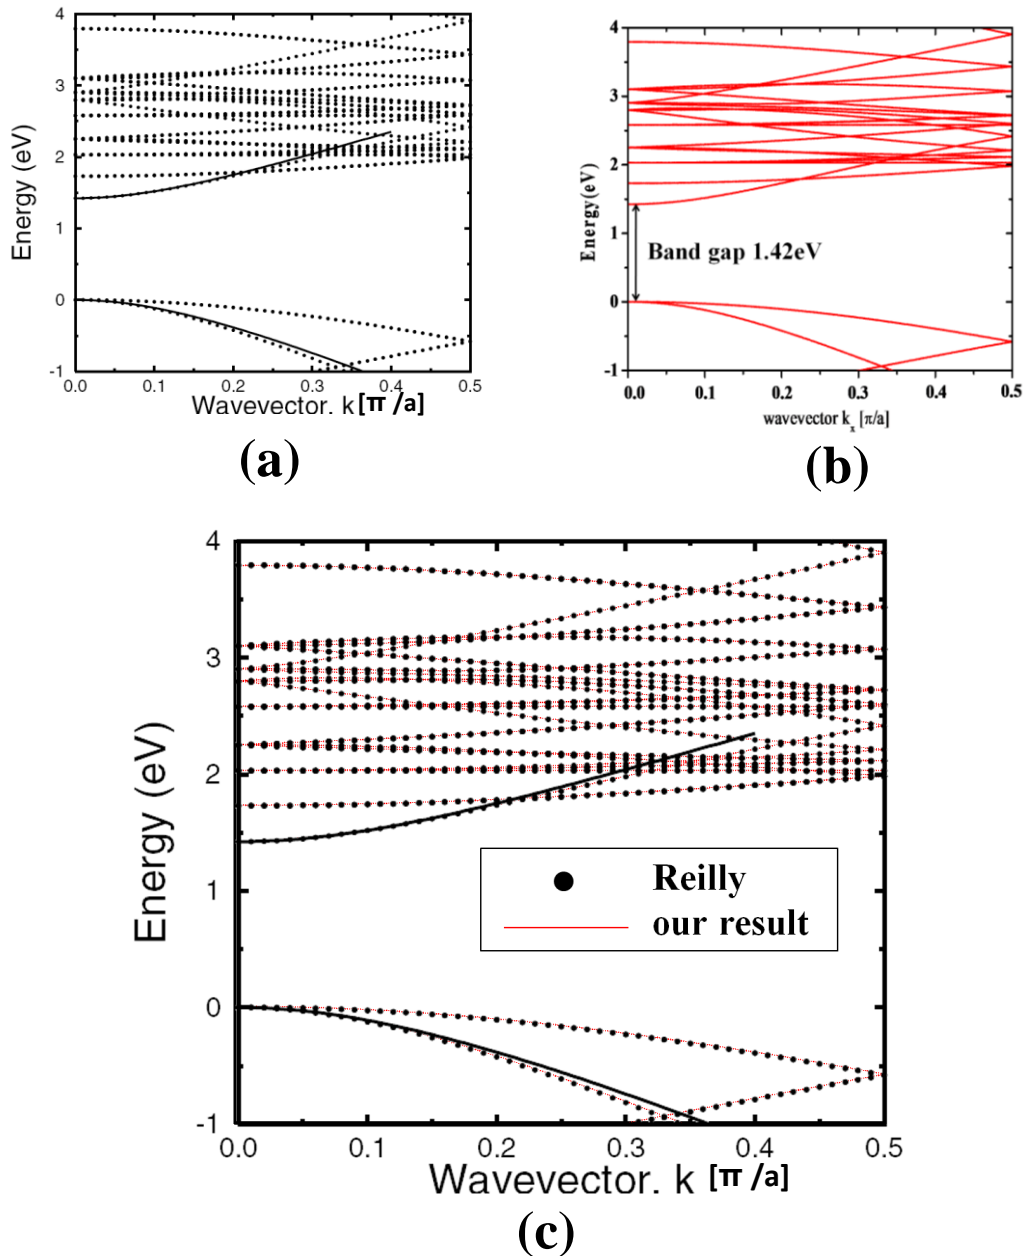 4
3
2
1
0
-1
Energy (eV)
0.0 0.1 0.2 0.3 0.4 0.5
Wavevector, k [π /a]
(a)
4
3
2
1
0
-1
Energy(eV)
Band gap 1.42eV
0.0 0.1 0.2 0.3 0.4 0.5
wavevector kx [π/a]
(b)
4
3
2
1
0
-1
Energy (eV)
Reilly
our result
0.0 0.1 0.2 0.3 0.4 0.5
Wavevector, k [π /a]
(c)